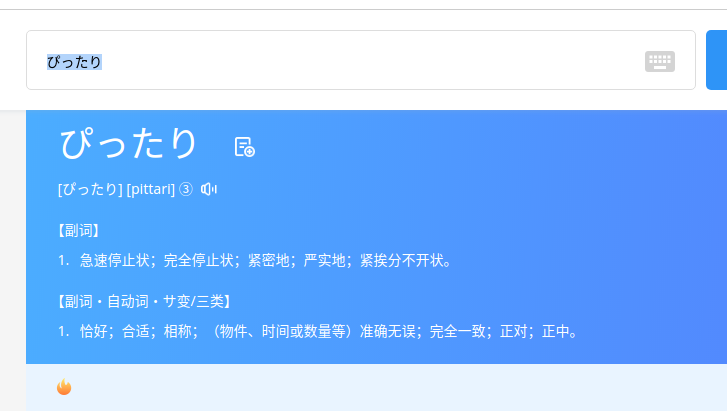 ぴったり
ぴったり
[ぴったり] [pittari] ③
【副词】
1. 急速停止状；完全停止状；紧密地；严实地；紧挨分不开状。
【副词・自动词・サ变/三类】
1. 恰好；合适；相称；（物件、时间或数量等）准确无误；完全一致；正对；正中。